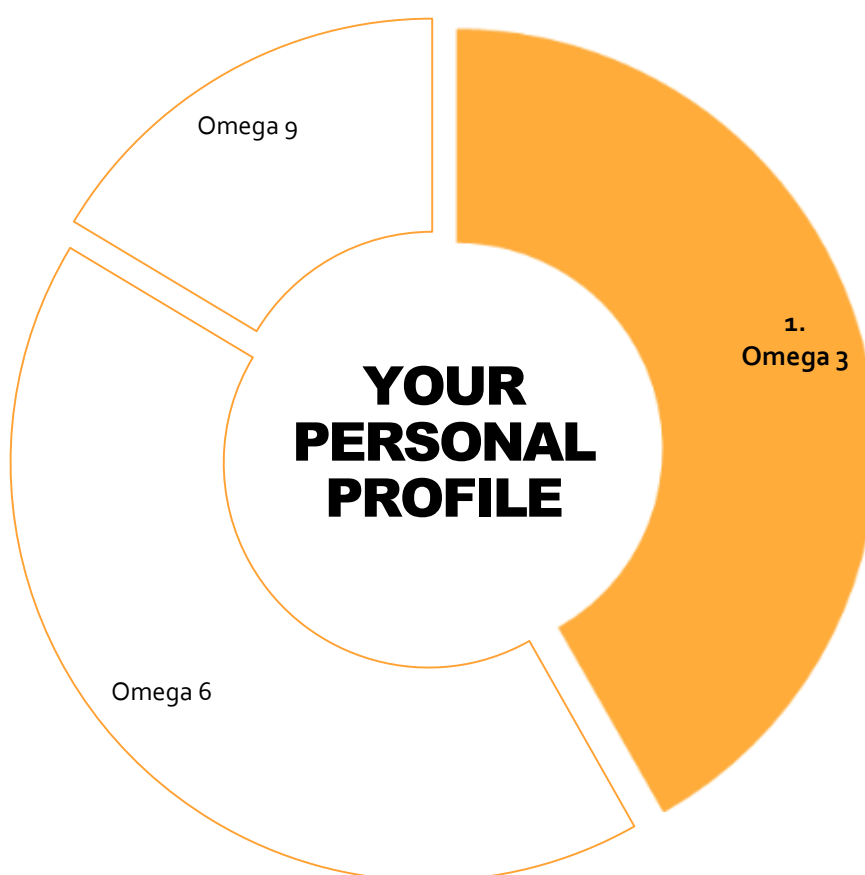 Omega 9
1.
Omega 3
YOUR
PERSONAL
PROFILE
Omega 6